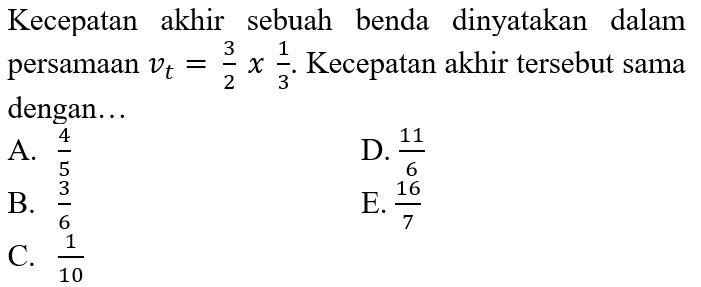 Kecepatan akhir sebuah benda dinyatakan dalam
persamaan v_t = 3/2 x 1/3. Kecepatan akhir tersebut sama
dengan…
A. 4/5
B. 3/6
C. 1/10
D. 11/6
E. 16/7